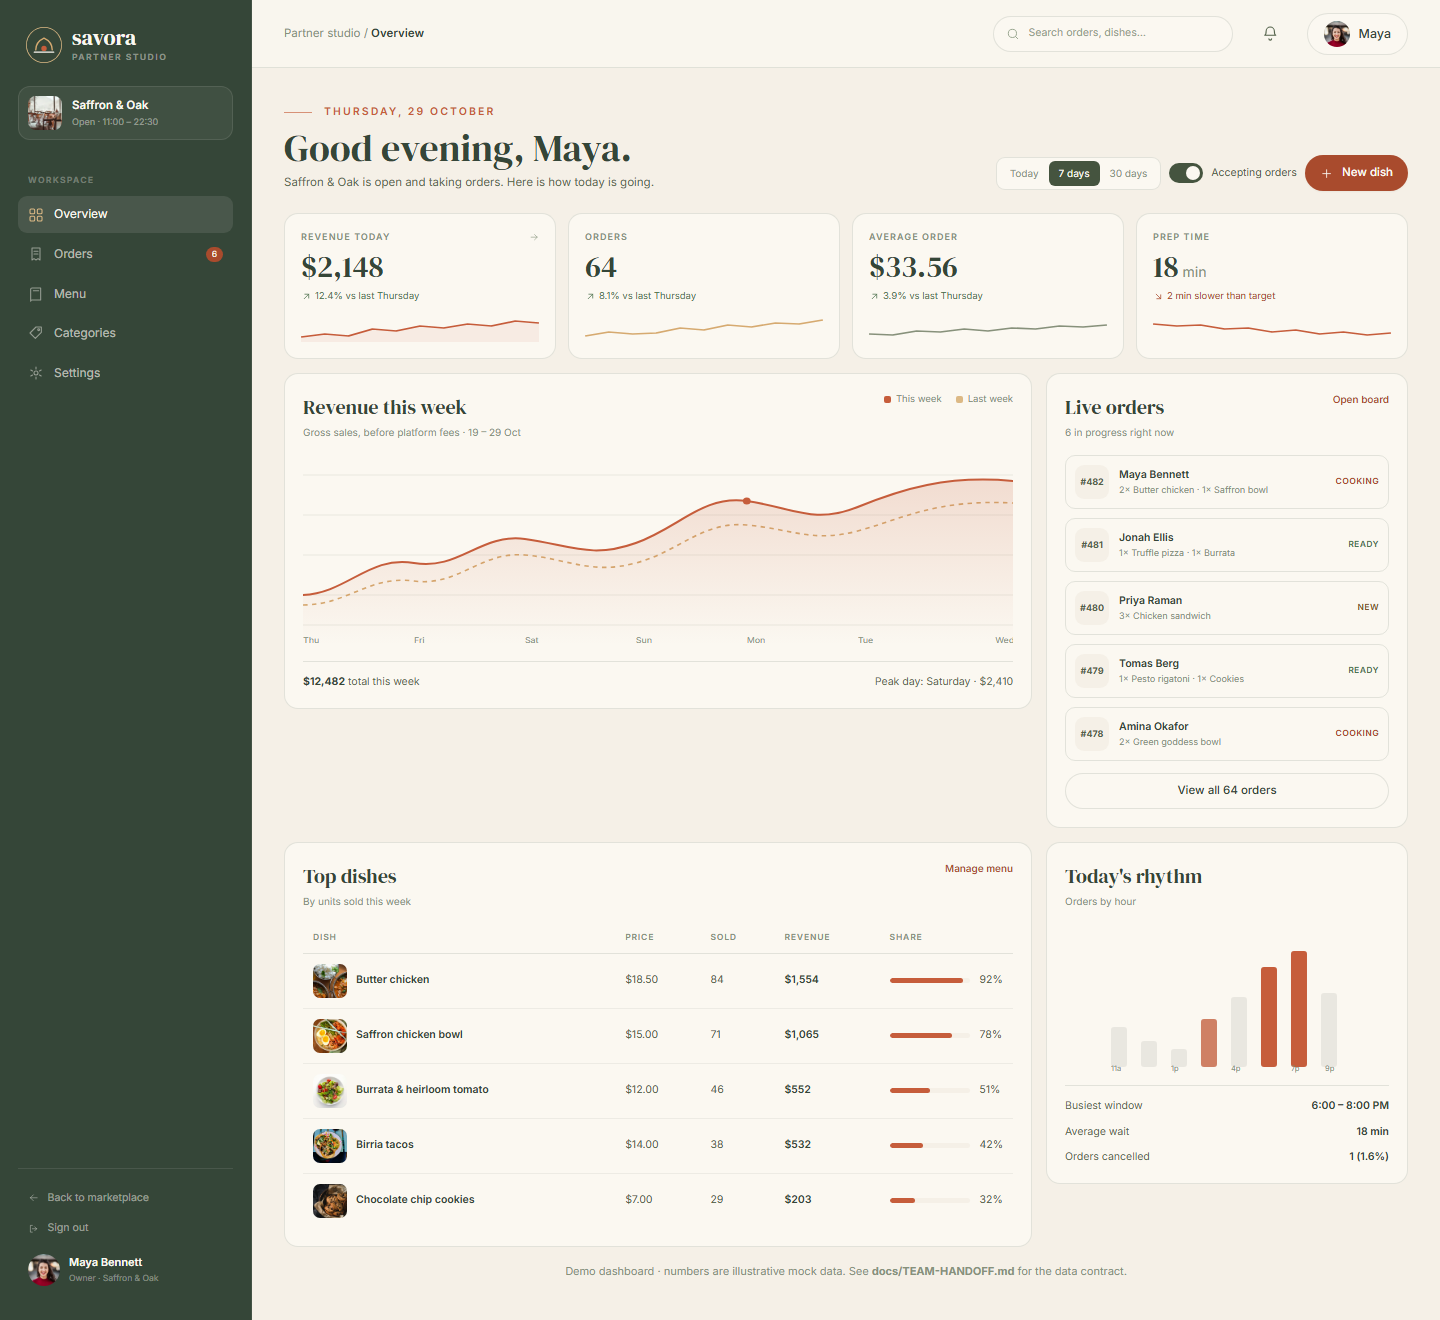 savora
PARTNER STUDIO
Saffron & Oak
Open · 11:00 – 22:30
WORKSPACE
Overview
Orders 6
Menu
Categories
Settings
Back to marketplace
Sign out
Maya Bennett
Owner · Saffron & Oak
Partner studio / Overview
Search orders, dishes...
Maya
THURSDAY, 29 OCTOBER
Good evening, Maya.
Saffron & Oak is open and taking orders. Here is how today is going.
Today 7 days 30 days
Accepting orders
New dish
REVENUE TODAY
$2,148
12.4% vs last Thursday
ORDERS
64
8.1% vs last Thursday
AVERAGE ORDER
$33.56
3.9% vs last Thursday
PREP TIME
18 min
2 min slower than target
Revenue this week
This week Last week
Gross sales, before platform fees · 19 – 29 Oct
Thu Fri Sat Sun Mon Tue Wed
$12,482 total this week
Peak day: Saturday · $2,410
Live orders
Open board
6 in progress right now
#482
Maya Bennett
2× Butter chicken · 1× Saffron bowl
COOKING
#481
Jonah Ellis
1× Truffle pizza · 1× Burrata
READY
#480
Priya Raman
3× Chicken sandwich
NEW
#479
Tomas Berg
1× Pesto rigatoni · 1× Cookies
READY
#478
Amina Okafor
2× Green goddess bowl
COOKING
View all 64 orders
Top dishes
Manage menu
By units sold this week
DISH PRICE SOLD REVENUE SHARE
Butter chicken $18.50 84 $1,554 92%
Saffron chicken bowl $15.00 71 $1,065 78%
Burrata & heirloom tomato $12.00 46 $552 51%
Birria tacos $14.00 38 $532 42%
Chocolate chip cookies $7.00 29 $203 32%
Today's rhythm
Orders by hour
11a 1p 4p 7p 9p
Busiest window 6:00 – 8:00 PM
Average wait 18 min
Orders cancelled 1 (1.6%)
Demo dashboard · numbers are illustrative mock data. See docs/TEAM-HANDOFF.md for the data contract.